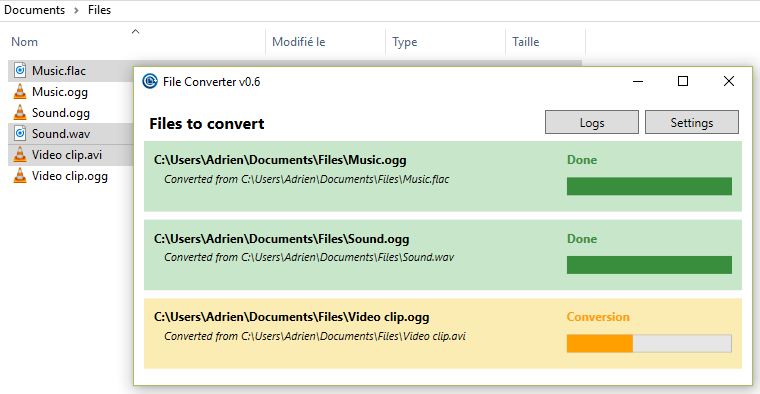 Documents > Files
Nom Modifié le Type Taille
Music.flac
Music.ogg
Sound.ogg
Sound.wav
Video clip.avi
Video clip.ogg
File Converter v0.6
Files to convert
Logs
Settings
C:\Users\Adrien\Documents\Files\Music.ogg
Done
Converted from C:\Users\Adrien\Documents\Files\Music.flac
C:\Users\Adrien\Documents\Files\Sound.ogg
Done
Converted from C:\Users\Adrien\Documents\Files\Sound.wav
C:\Users\Adrien\Documents\Files\Video clip.ogg
Conversion
Converted from C:\Users\Adrien\Documents\Files\Video clip.avi